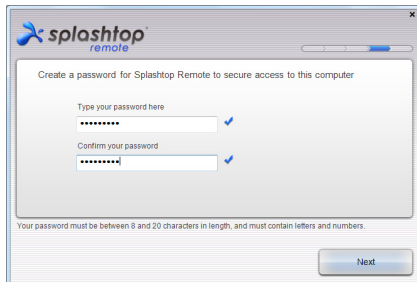 splashtop
remote
Create a password for Splashtop Remote to secure access to this computer
Type your password here
•••••••••
Confirm your password
•••••••••
Your password must be between 8 and 20 characters in length, and must contain letters and numbers.
Next